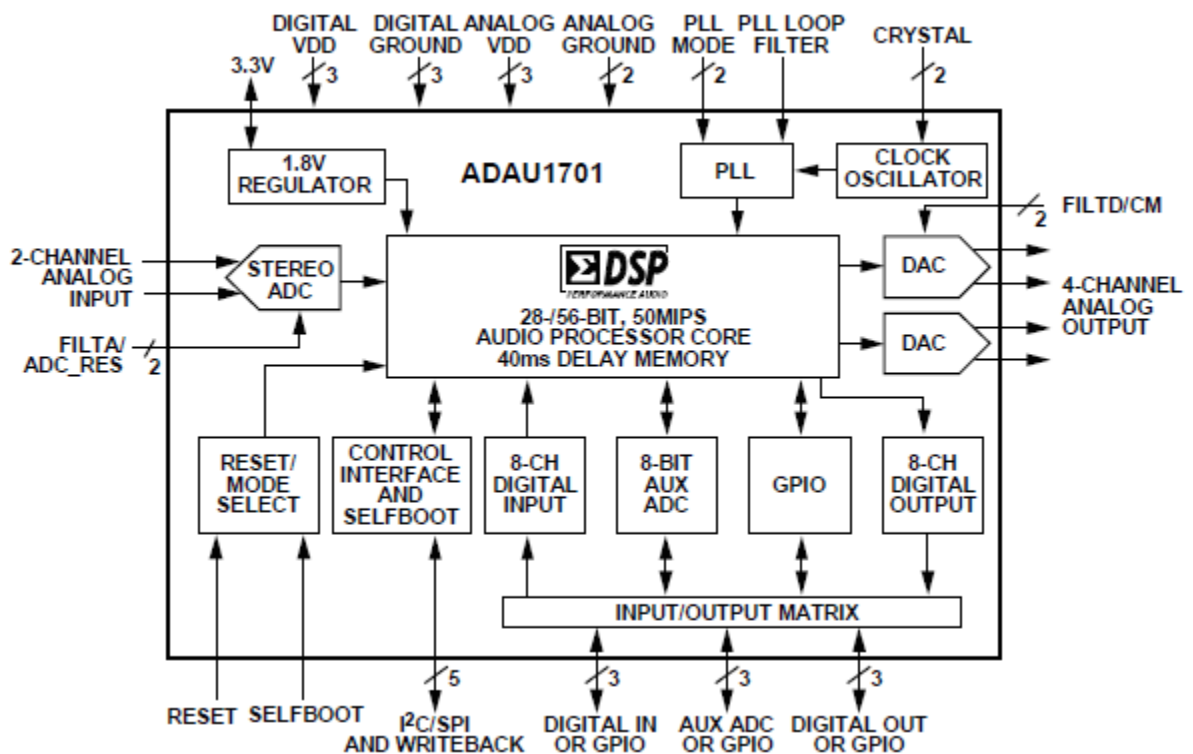 DIGITAL
VDD
DIGITAL
GROUND
ANALOG
VDD
ANALOG
GROUND
PLL
MODE
PLL LOOP
FILTER
CRYSTAL
3.3V
3
3
3
2
2
2
1.8V
REGULATOR
ADAU1701
PLL
CLOCK
OSCILLATOR
2
FILTD/CM
2-CHANNEL
ANALOG
INPUT
STEREO
ADC
ΣDSP
PERFORMANCE AUDIO
28-/56-BIT, 50MIPS
AUDIO PROCESSOR CORE
40ms DELAY MEMORY
DAC
DAC
4-CHANNEL
ANALOG
OUTPUT
FILTA/
ADC_RES
2
RESET/
MODE
SELECT
CONTROL
INTERFACE
AND
SELFBOOT
8-CH
DIGITAL
INPUT
8-BIT
AUX
ADC
GPIO
8-CH
DIGITAL
OUTPUT
INPUT/OUTPUT MATRIX
5
3
3
3
RESET
SELFBOOT
I²C/SPI
AND WRITEBACK
DIGITAL IN
OR GPIO
AUX ADC
OR GPIO
DIGITAL OUT
OR GPIO